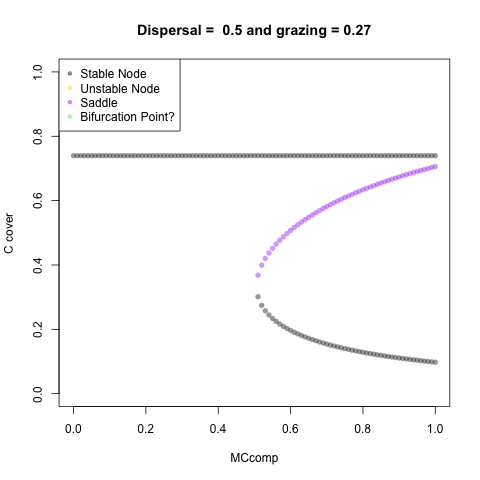 Dispersal =  0.5 and grazing = 0.27
Stable Node
Unstable Node
Saddle
Bifurcation Point?
C cover
1.0
0.8
0.6
0.4
0.2
0.0
0.0 0.2 0.4 0.6 0.8 1.0
MCcomp